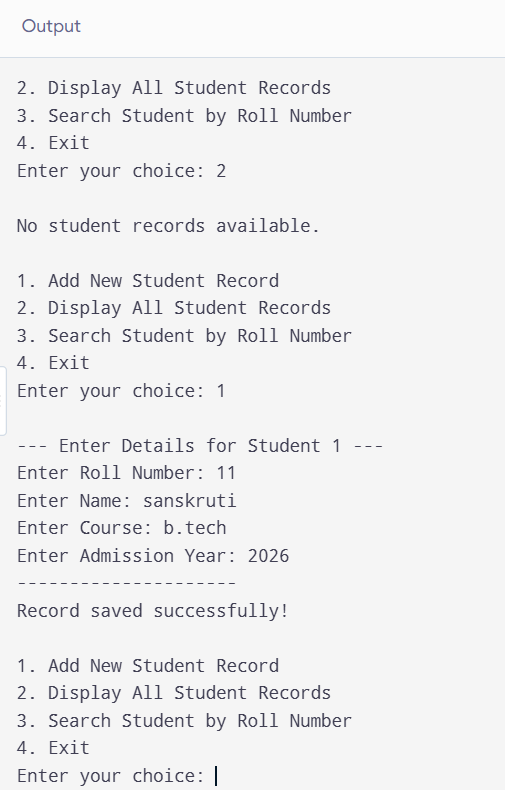 Output
2. Display All Student Records
3. Search Student by Roll Number
4. Exit
Enter your choice: 2
No student records available.
1. Add New Student Record
2. Display All Student Records
3. Search Student by Roll Number
4. Exit
Enter your choice: 1
--- Enter Details for Student 1 ---
Enter Roll Number: 11
Enter Name: sanskruti
Enter Course: b.tech
Enter Admission Year: 2026
---------------------
Record saved successfully!
1. Add New Student Record
2. Display All Student Records
3. Search Student by Roll Number
4. Exit
Enter your choice: